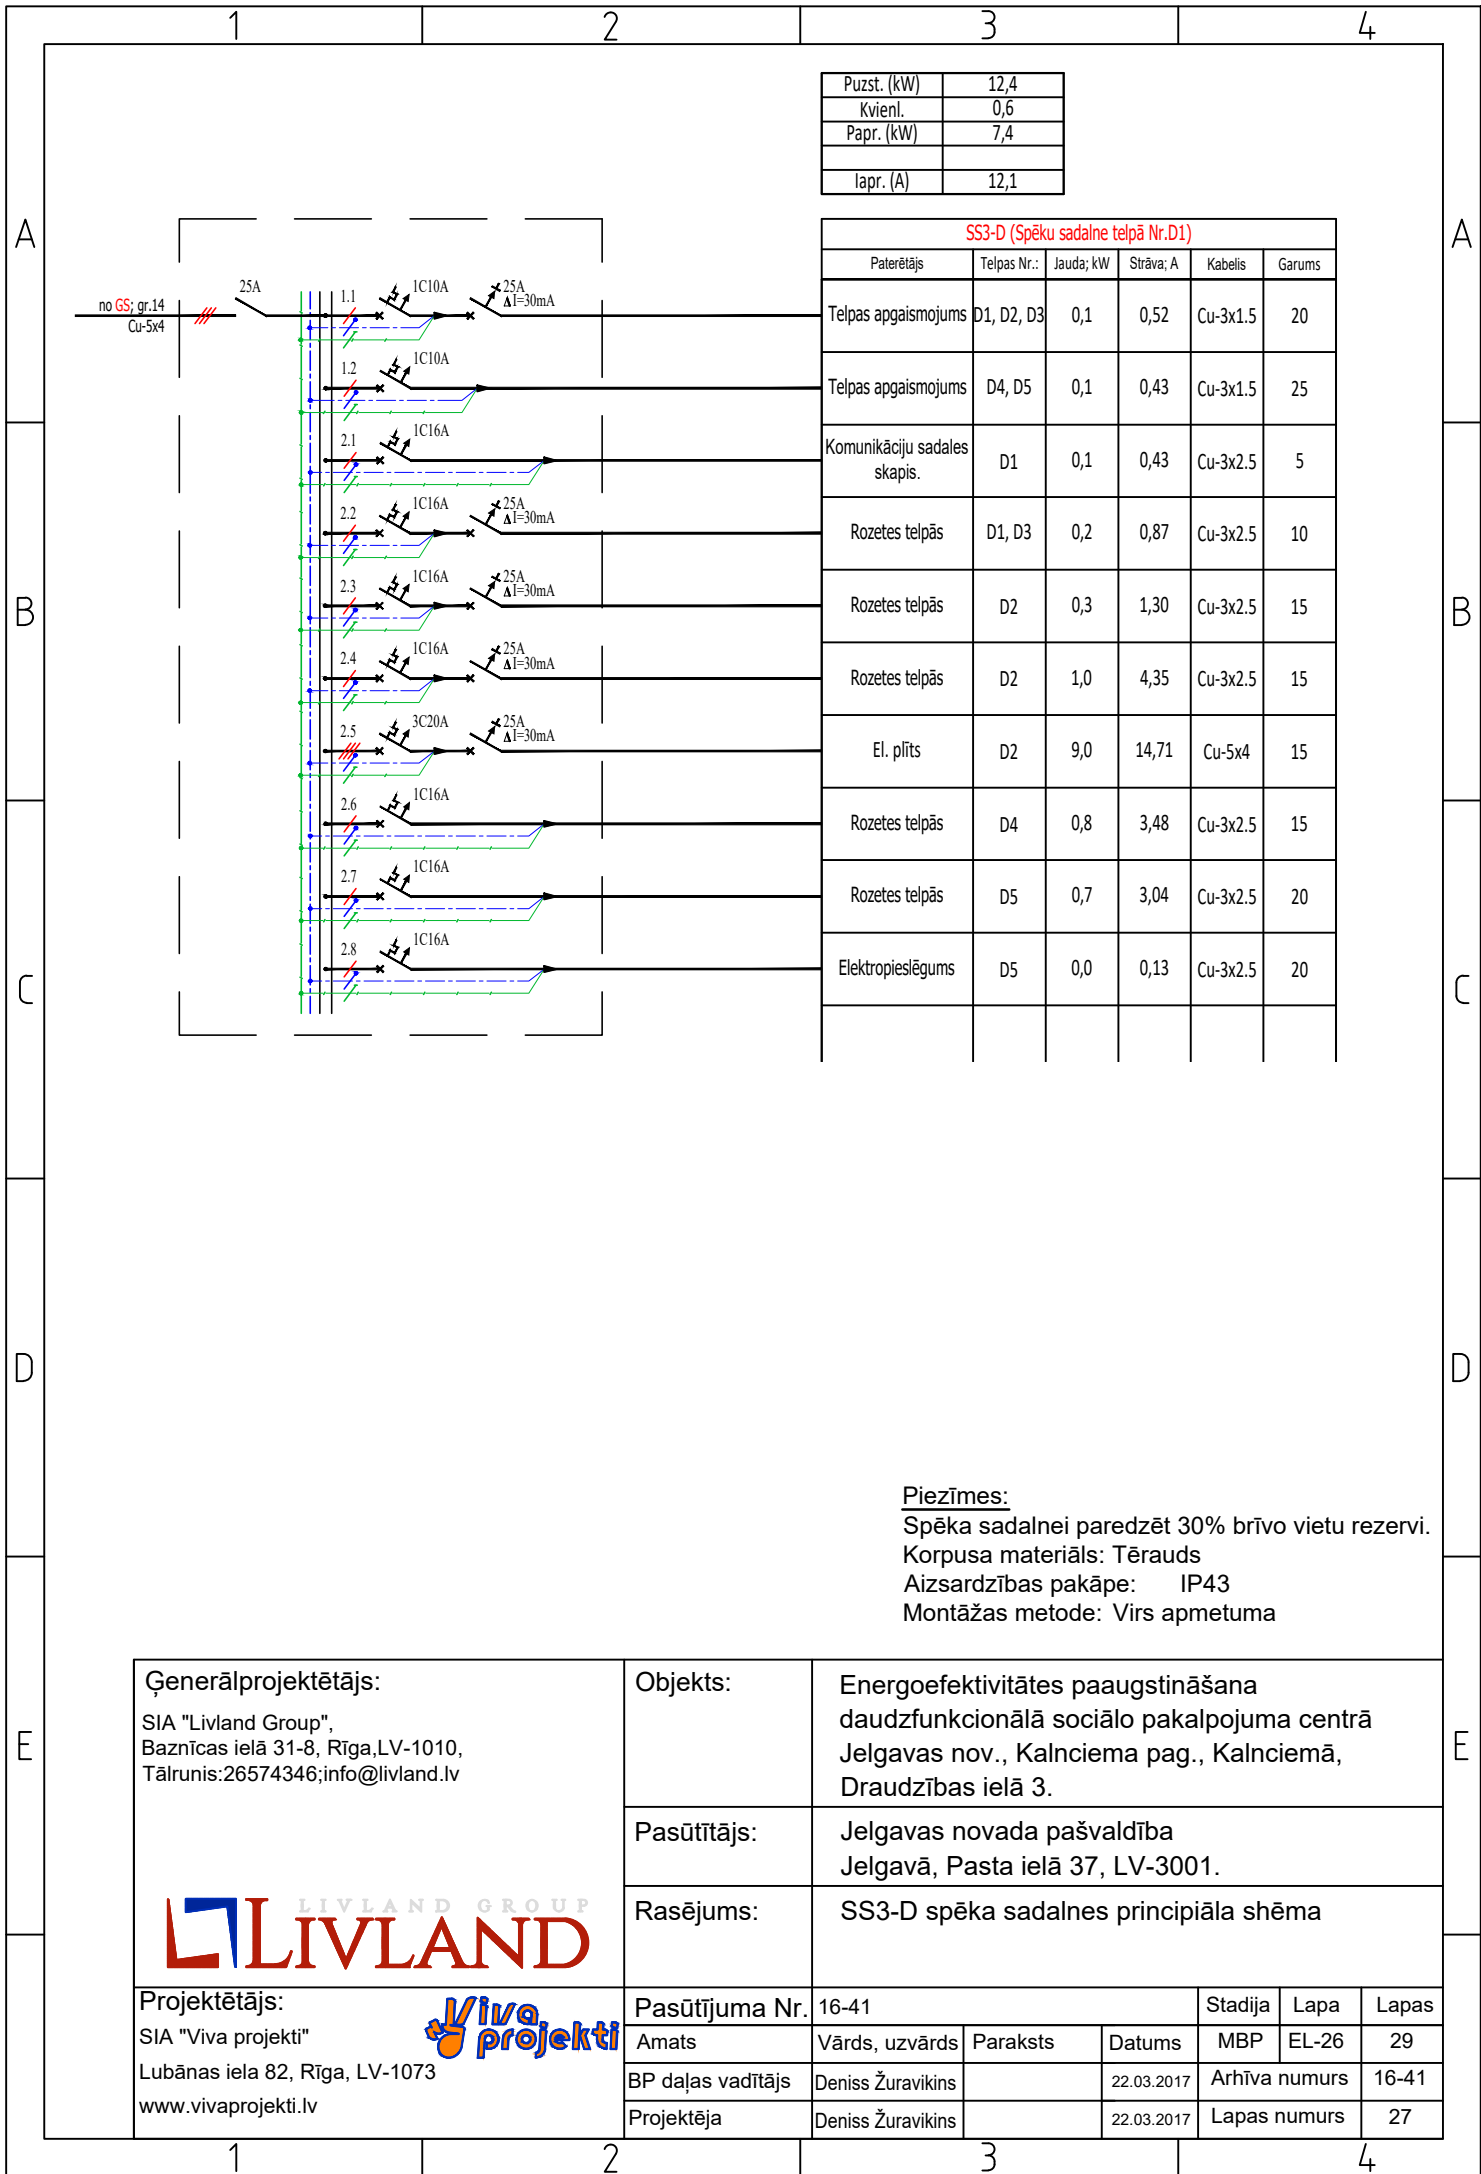 1 2 3 4
Puzst. (kW) 12,4
Kvienl. 0,6
Papr. (kW) 7,4
Iapr. (A) 12,1
A A
SS3-D (Spēku sadalne telpā Nr.D1)
Paterētājs Telpas Nr.: Jauda; kW Strāva; A Kabelis Garums
no GS; gr.14
Cu-5x4
25A
1.1 1C10A 25A
ΔI=30mA
Telpas apgaismojums D1, D2, D3 0,1 0,52 Cu-3x1.5 20
1.2 1C10A
Telpas apgaismojums D4, D5 0,1 0,43 Cu-3x1.5 25
2.1 1C16A
Komunikāciju sadales
skapis.
D1 0,1 0,43 Cu-3x2.5 5
2.2 1C16A 25A
ΔI=30mA
Rozetes telpās D1, D3 0,2 0,87 Cu-3x2.5 10
B B
2.3 1C16A 25A
ΔI=30mA
Rozetes telpās D2 0,3 1,30 Cu-3x2.5 15
2.4 1C16A 25A
ΔI=30mA
Rozetes telpās D2 1,0 4,35 Cu-3x2.5 15
2.5 3C20A 25A
ΔI=30mA
El. plīts D2 9,0 14,71 Cu-5x4 15
2.6 1C16A
Rozetes telpās D4 0,8 3,48 Cu-3x2.5 15
2.7 1C16A
Rozetes telpās D5 0,7 3,04 Cu-3x2.5 20
2.8 1C16A
Elektropieslēgums D5 0,0 0,13 Cu-3x2.5 20
C C
D D
Piezīmes:
Spēka sadalnei paredzēt 30% brīvo vietu rezervi.
Korpusa materiāls: Tērauds
Aizsardzības pakāpe: IP43
Montāžas metode: Virs apmetuma
E E
Ģenerālprojektētājs:
SIA "Livland Group",
Baznīcas ielā 31-8, Rīga,LV-1010,
Tālrunis:26574346;info@livland.lv
LIVLAND GROUP
LIVLAND
Objekts:
Energoefektivitātes paaugstināšana
daudzfunkcionālā sociālo pakalpojuma centrā
Jelgavas nov., Kalnciema pag., Kalnciemā,
Draudzības ielā 3.
Pasūtītājs:
Jelgavas novada pašvaldība
Jelgavā, Pasta ielā 37, LV-3001.
Rasējums: SS3-D spēka sadalnes principiāla shēma
Projektētājs:
SIA "Viva projekti"
Lubānas iela 82, Rīga, LV-1073
www.vivaprojekti.lv
Viva
projekti
Pasūtījuma Nr. 16-41 Stadija Lapa Lapas
Amats Vārds, uzvārds Paraksts Datums MBP EL-26 29
BP daļas vadītājs Deniss Žuravikins 22.03.2017 Arhīva numurs 16-41
Projektēja Deniss Žuravikins 22.03.2017 Lapas numurs 27
1 2 3 4